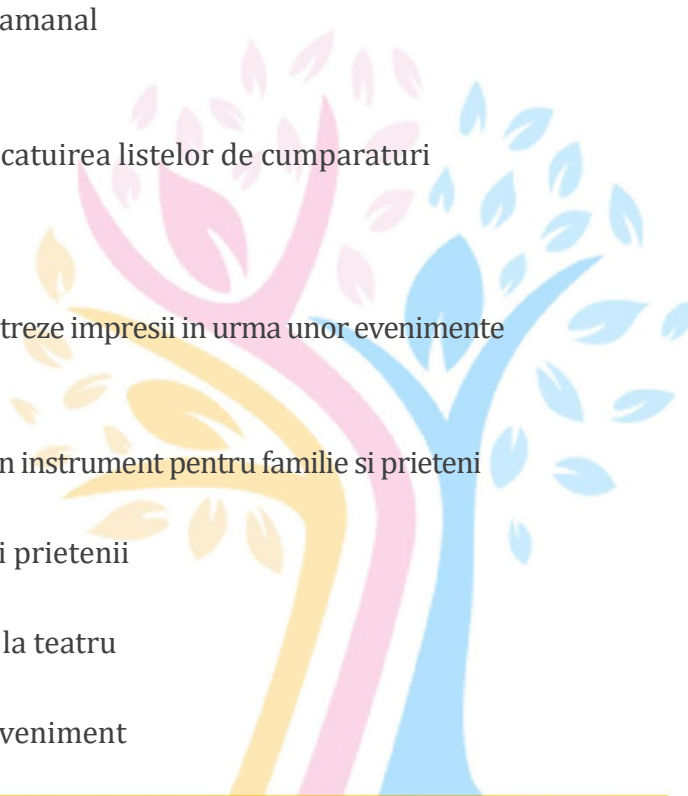 amanal
catuirea listelor de cumparaturi
treze impresii in urma unor evenimente
n instrument pentru familie si prieteni
i prietenii
la teatru
veniment